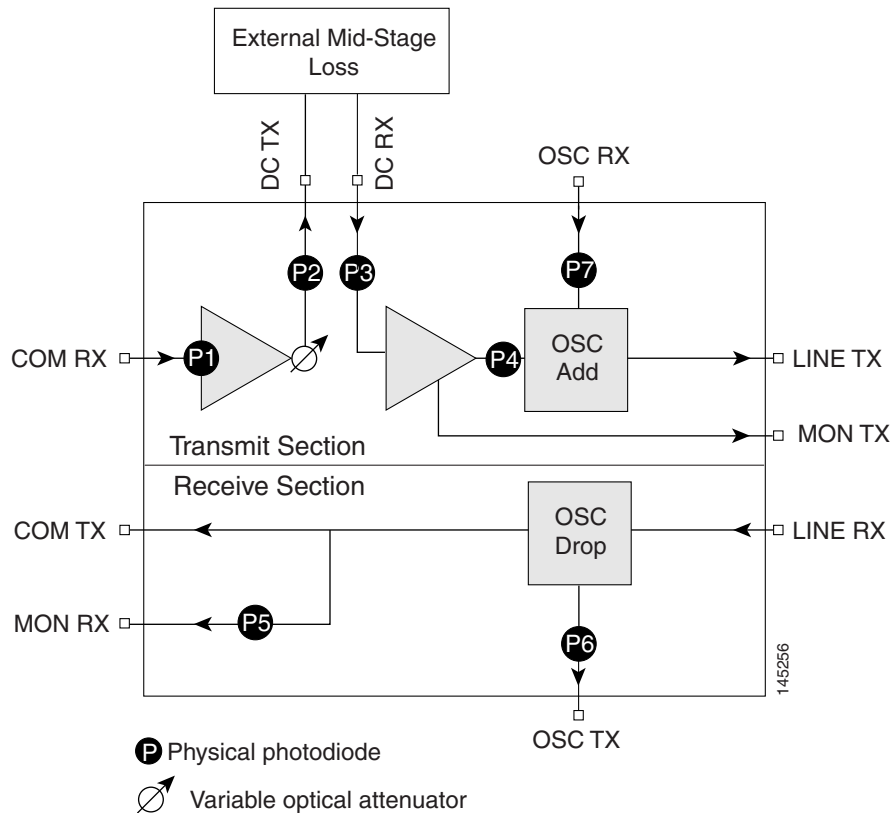 External Mid-Stage
Loss
DC TX
DC RX
OSC RX
P2
P3
P7
COM RX
P1
P4
OSC
Add
LINE TX
MON TX
Transmit Section
Receive Section
COM TX
OSC
Drop
LINE RX
MON RX
P5
P6
145256
OSC TX
P Physical photodiode
Variable optical attenuator